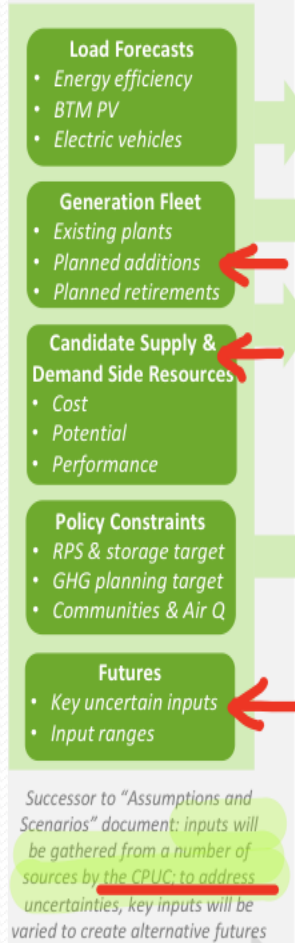 Load Forecasts
• Energy efficiency
• BTM PV
• Electric vehicles
Generation Fleet
• Existing plants
• Planned additions
• Planned retirements
Candidate Supply &
Demand Side Resources
• Cost
• Potential
• Performance
Policy Constraints
• RPS & storage target
• GHG planning target
• Communities & Air Q
Futures
• Key uncertain inputs
• Input ranges
Successor to "Assumptions and
Scenarios" document: inputs will
be gathered from a number of
sources by the CPUC; to address
uncertainties, key inputs will be
varied to create alternative futures